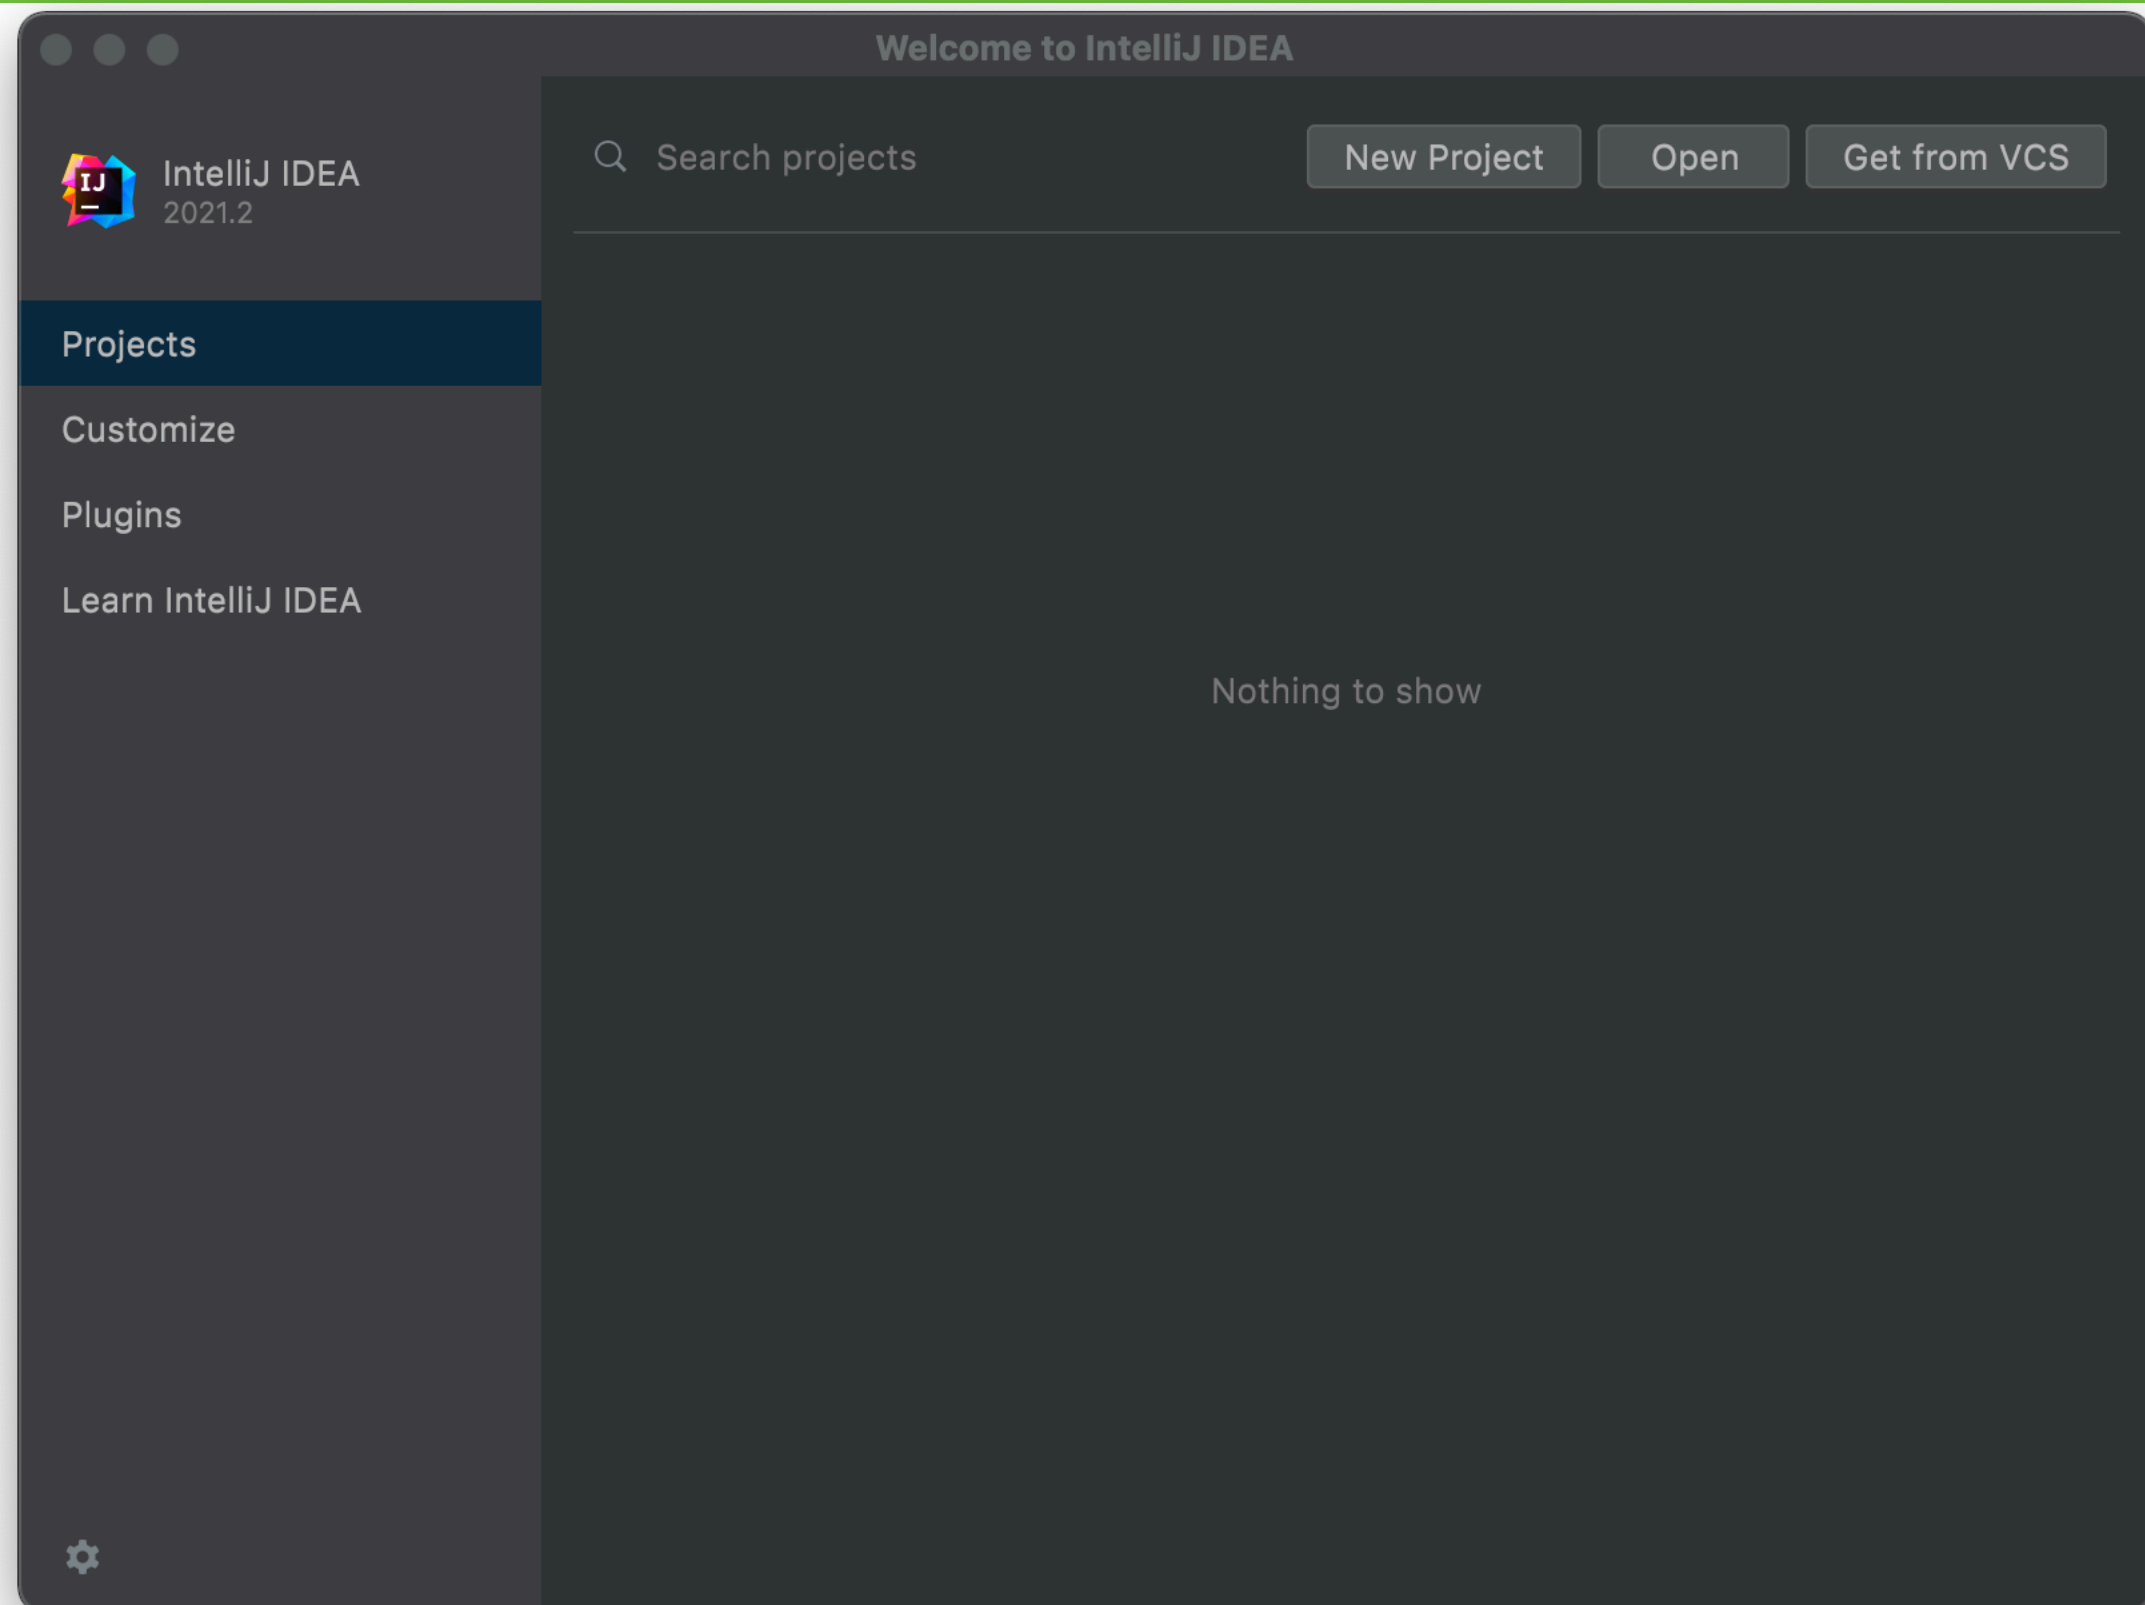 Welcome to IntelliJ IDEA
IJ
IntelliJ IDEA
2021.2
Search projects
New Project
Open
Get from VCS
Projects
Customize
Plugins
Learn IntelliJ IDEA
Nothing to show